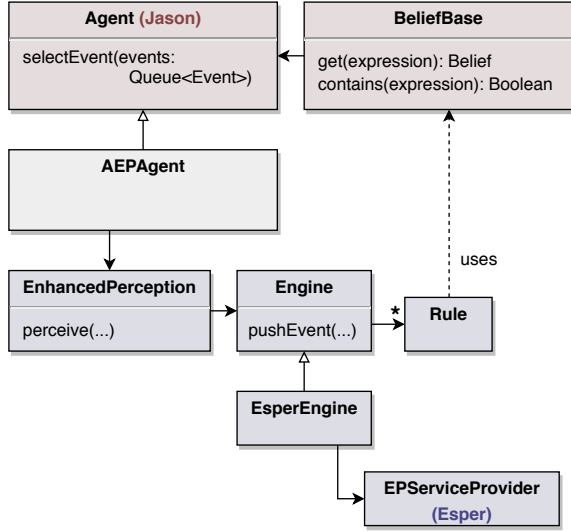 Agent (Jason)
selectEvent(events:
Queue<Event>)
BeliefBase
get(expression): Belief
contains(expression): Boolean
AEPAgent
uses
EnhancedPerception
perceive(...)
Engine
pushEvent(...)
*
Rule
EsperEngine
EPServiceProvider
(Esper)